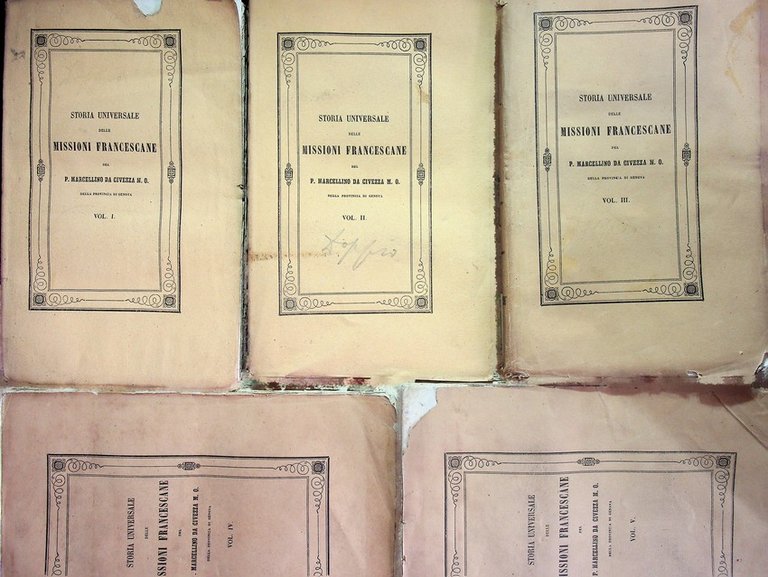 STORIA UNIVERSALE
DELLE
MISSIONI FRANCESCANE
DEL
P. MARCELLINO DA CIVEZZA M. O.
DELLA PROVINCIA DI GENOVA
VOL. I.
STORIA UNIVERSALE
DELLE
MISSIONI FRANCESCANE
DEL
P. MARCELLINO DA CIVEZZA M. O.
DELLA PROVINCIA DI GENOVA
VOL. II.
Doppio
STORIA UNIVERSALE
DELLE
MISSIONI FRANCESCANE
DEL
P. MARCELLINO DA CIVEZZA M. O.
DELLA PROVINCIA DI GENOVA
VOL. III.
STORIA UNIVERSALE
DELLE
SSIONI FRANCESCANE
DEL
MARCELLINO DA CIVEZZA M. O.
DELLA PROVINCIA DI GENOVA
VOL. IV.
STORIA UNIVERSALE
DELLE
SSIONI FRANCESCANE
DEL
P. MARCELLINO DA CIVEZZA M. O.
DELLA PROVINCIA DI GENOVA
VOL. V.